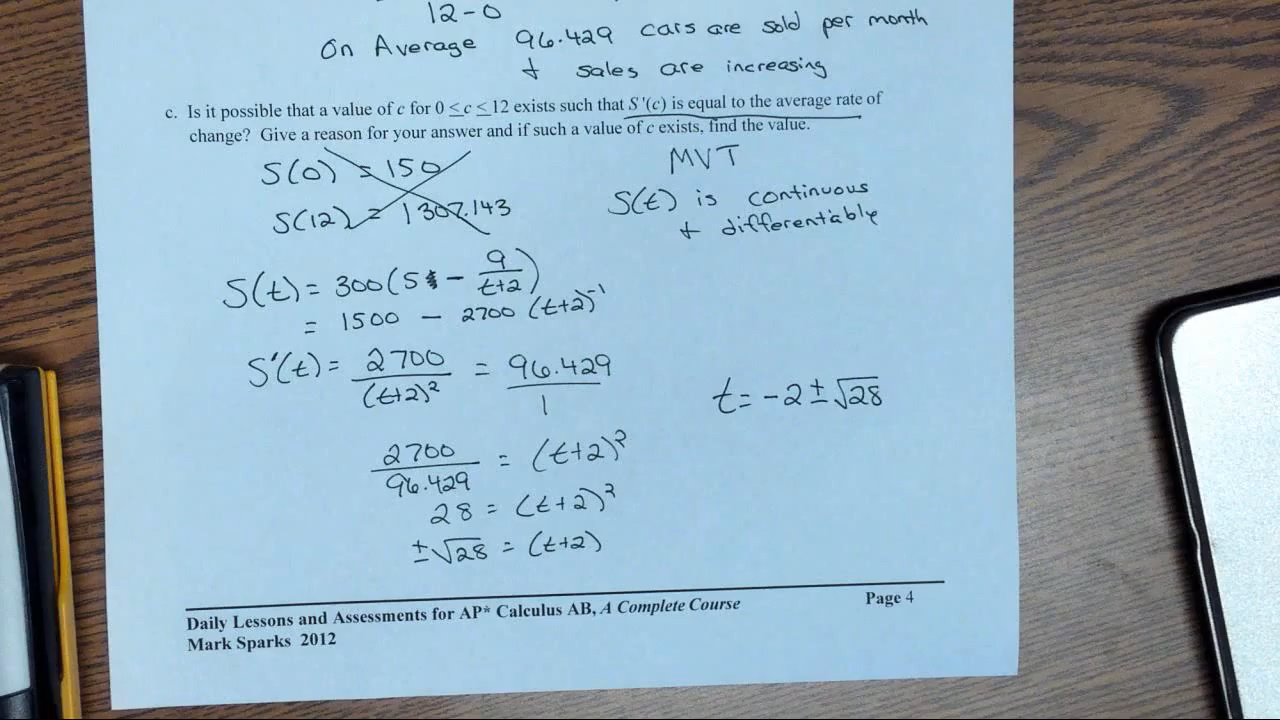 12-0
On Average 96.429 cars are sold per month
+ sales are increasing
c. Is it possible that a value of c for 0 ≤ c ≤ 12 exists such that S '(c) is equal to the average rate of
change? Give a reason for your answer and if such a value of c exists, find the value.
S(0) = 150
MVT
S(12) = 1307.143
S(t) is continuous
+ differentiable
S(t) = 300(5 - 9/(t+2))
= 1500 - 2700 (t+2)^-1
S'(t) = 2700/(t+2)² = 96.429/1
t = -2 ± √28
2700/96.429 = (t+2)²
28 = (t+2)²
±√28 = (t+2)
Daily Lessons and Assessments for AP* Calculus AB, A Complete Course
Page 4
Mark Sparks 2012